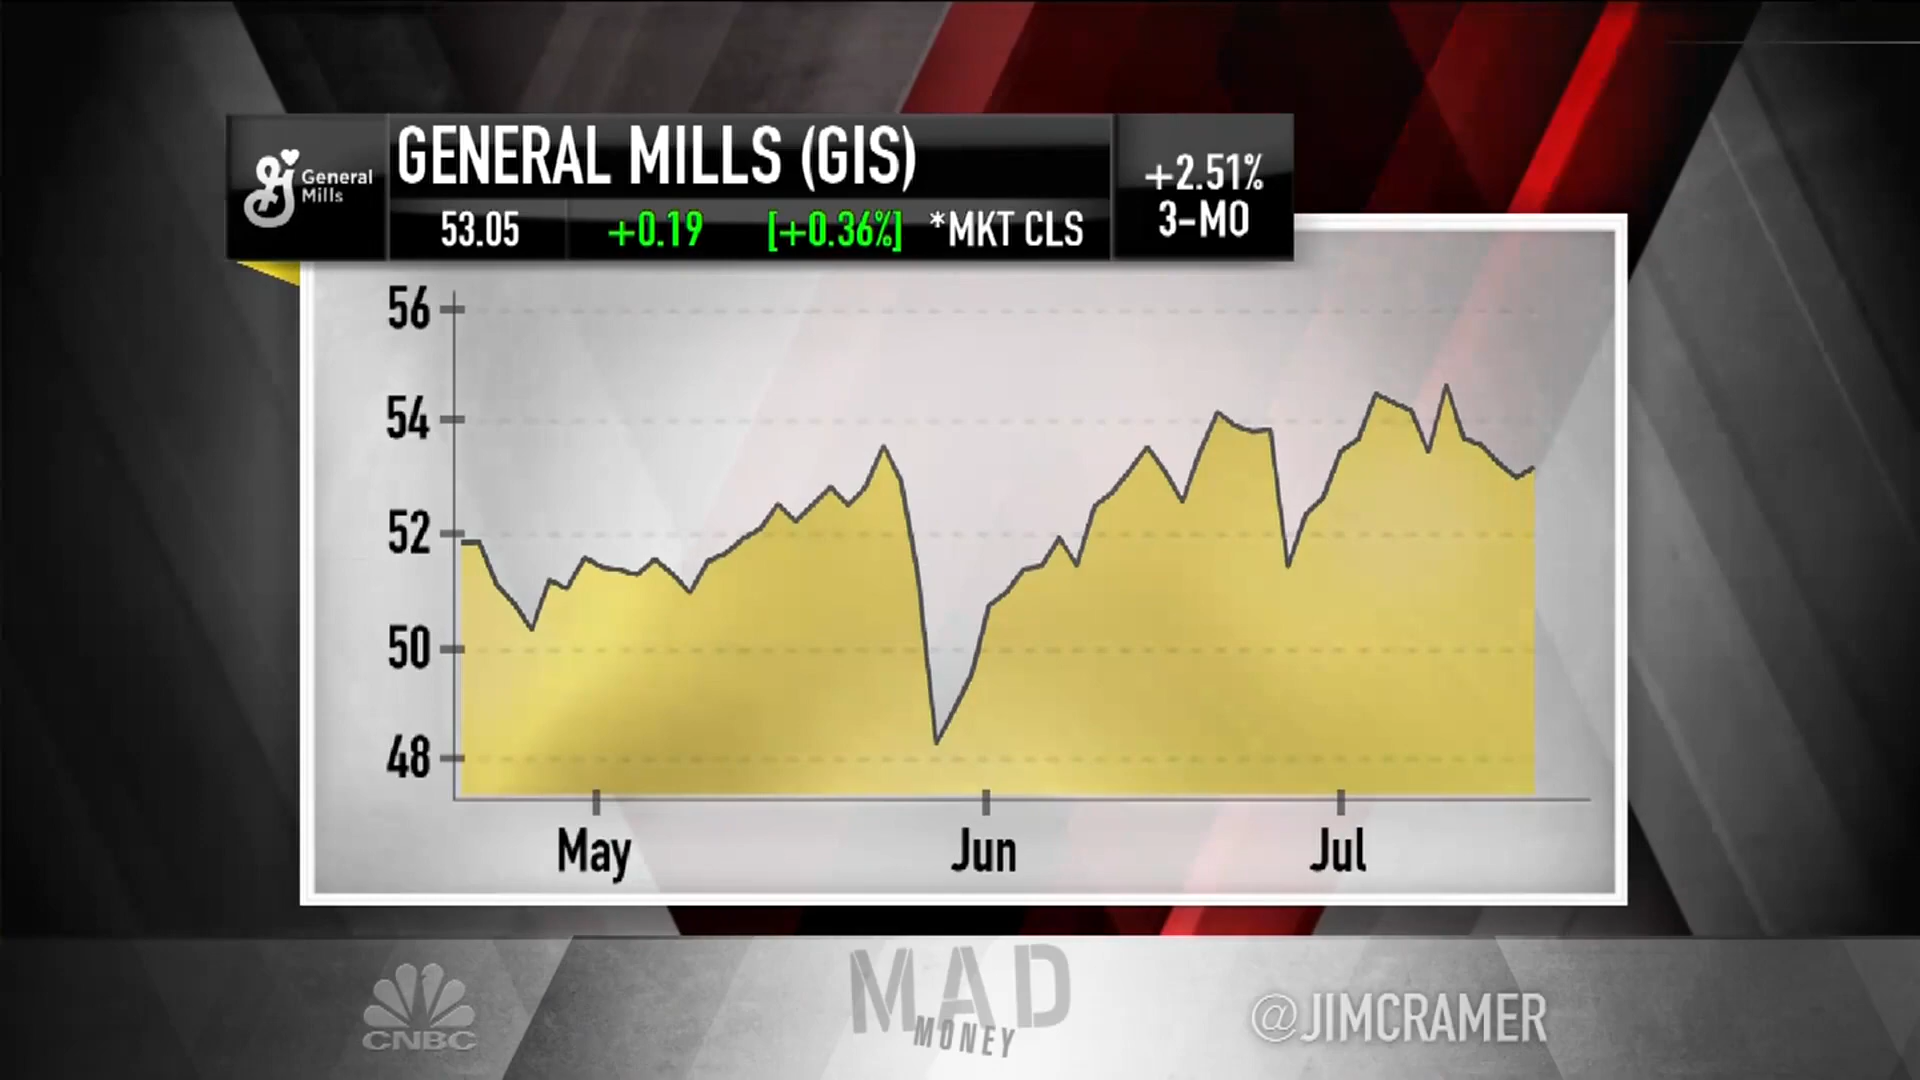 General
Mills
GENERAL MILLS (GIS)
53.05 +0.19 [+0.36%] *MKT CLS
+2.51%
3-MO
56
54
52
50
48
May Jun Jul
CNBC
MAD
MONEY
@JIMCRAMER